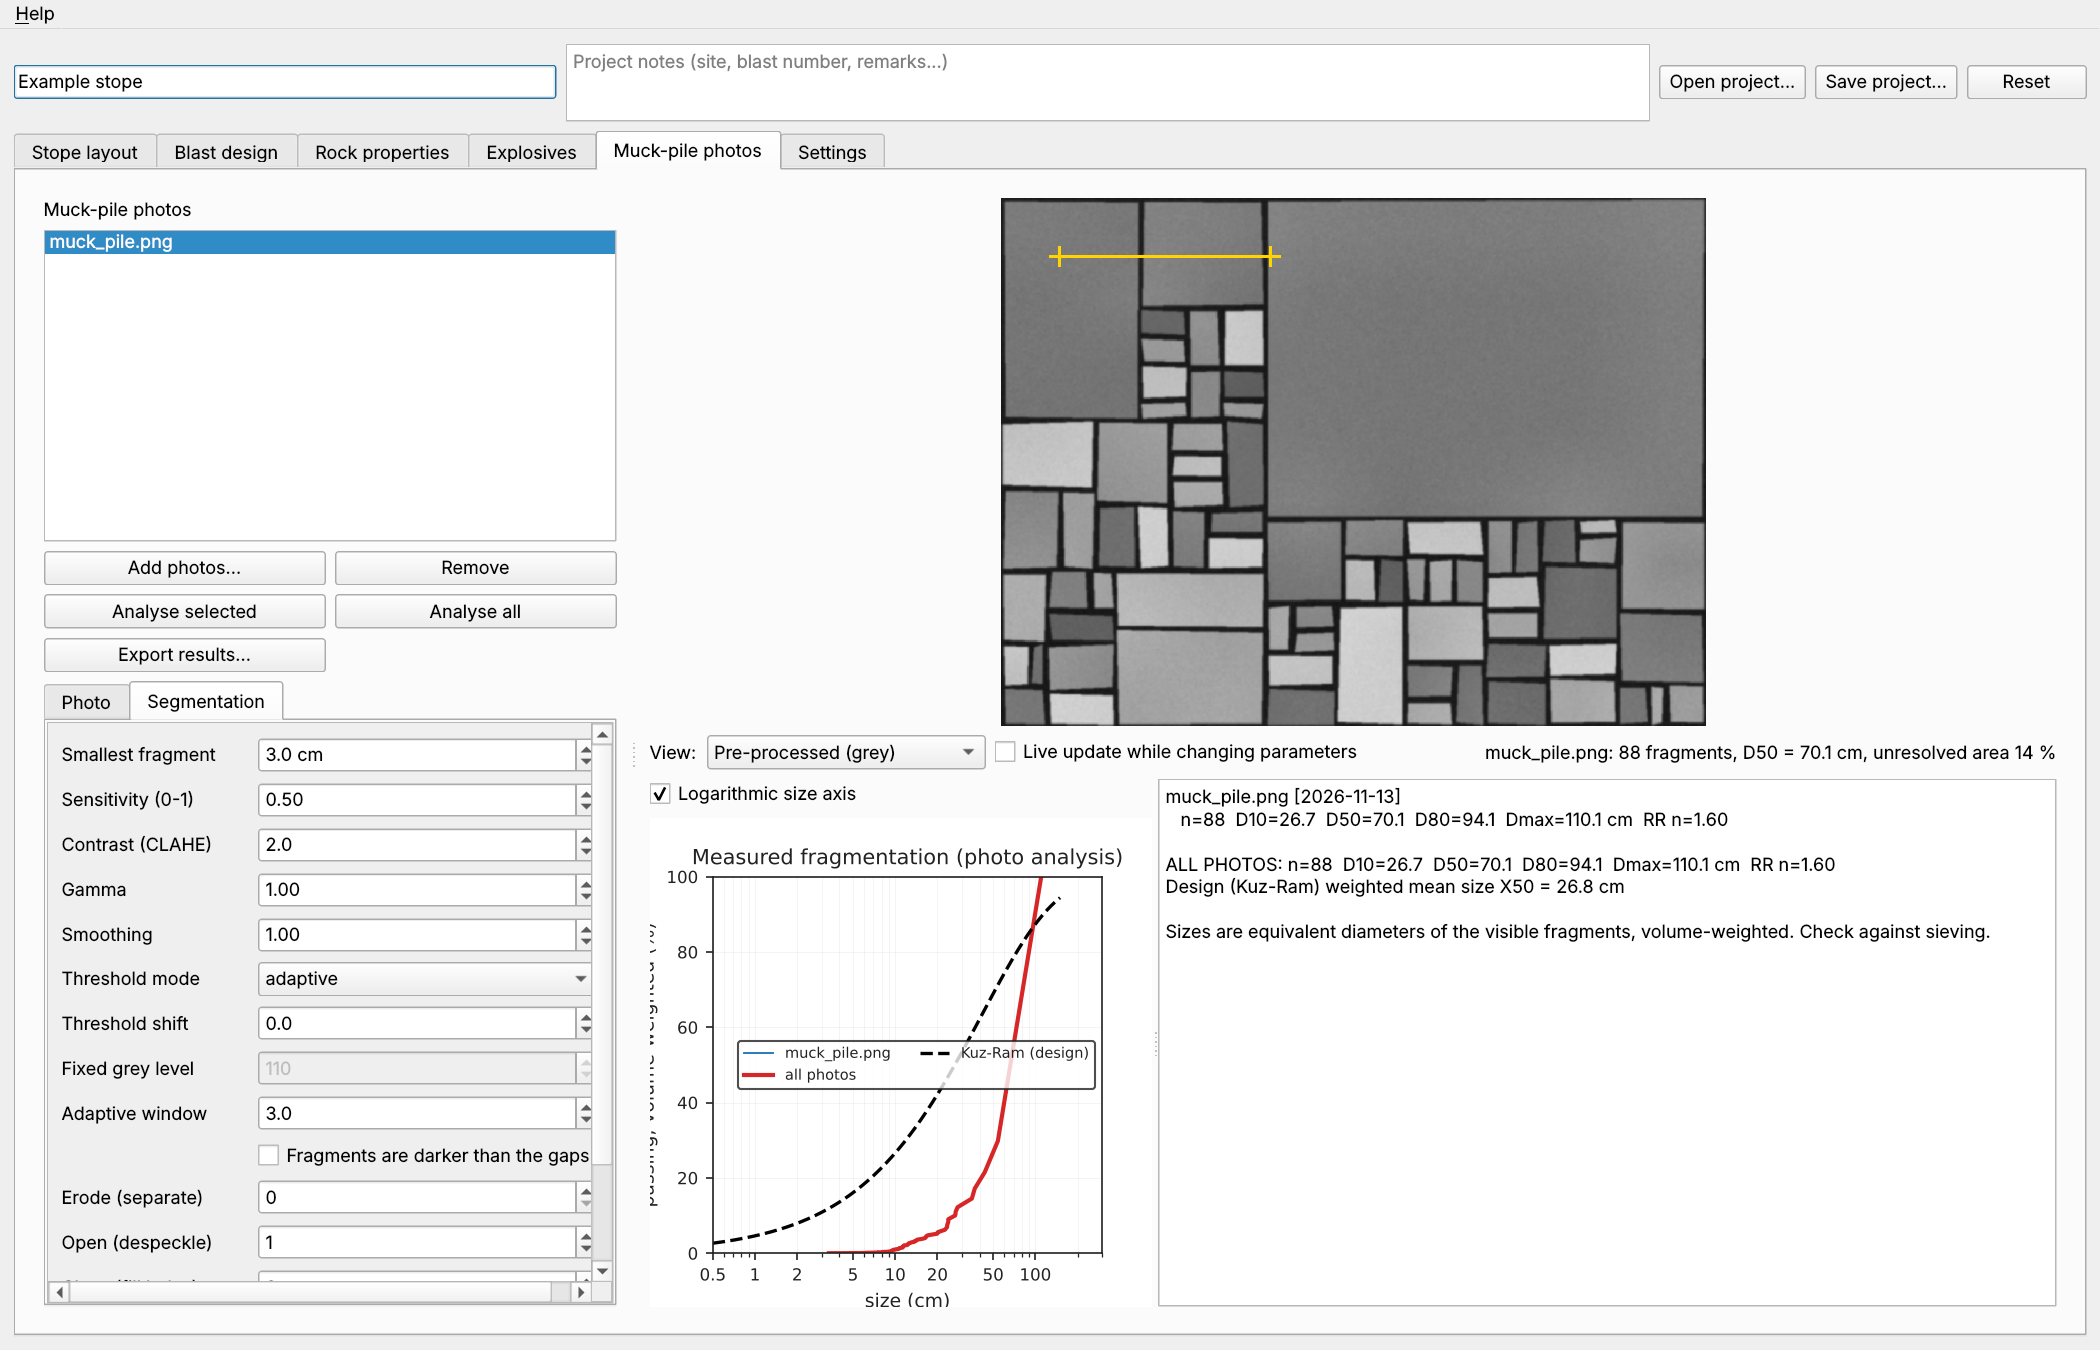 Help
Example stope
Project notes (site, blast number, remarks...)
Open project...
Save project...
Reset
Stope layout
Blast design
Rock properties
Explosives
Muck-pile photos
Settings
Muck-pile photos
muck_pile.png
Add photos...
Remove
Analyse selected
Analyse all
Export results...
Photo
Segmentation
Smallest fragment
3.0 cm
Sensitivity (0-1)
0.50
Contrast (CLAHE)
2.0
Gamma
1.00
Smoothing
1.00
Threshold mode
adaptive
Threshold shift
0.0
Fixed grey level
110
Adaptive window
3.0
Fragments are darker than the gaps
Erode (separate)
0
Open (despeckle)
1
View:
Pre-processed (grey)
Live update while changing parameters
muck_pile.png: 88 fragments, D50 = 70.1 cm, unresolved area 14 %
Logarithmic size axis
Measured fragmentation (photo analysis)
100
80
60
40
20
0
muck_pile.png
all photos
Kuz-Ram (design)
0.5 1 2 5 10 20 50 100
size (cm)
muck_pile.png [2026-11-13]
n=88 D10=26.7 D50=70.1 D80=94.1 Dmax=110.1 cm RR n=1.60
ALL PHOTOS: n=88 D10=26.7 D50=70.1 D80=94.1 Dmax=110.1 cm RR n=1.60
Design (Kuz-Ram) weighted mean size X50 = 26.8 cm
Sizes are equivalent diameters of the visible fragments, volume-weighted. Check against sieving.